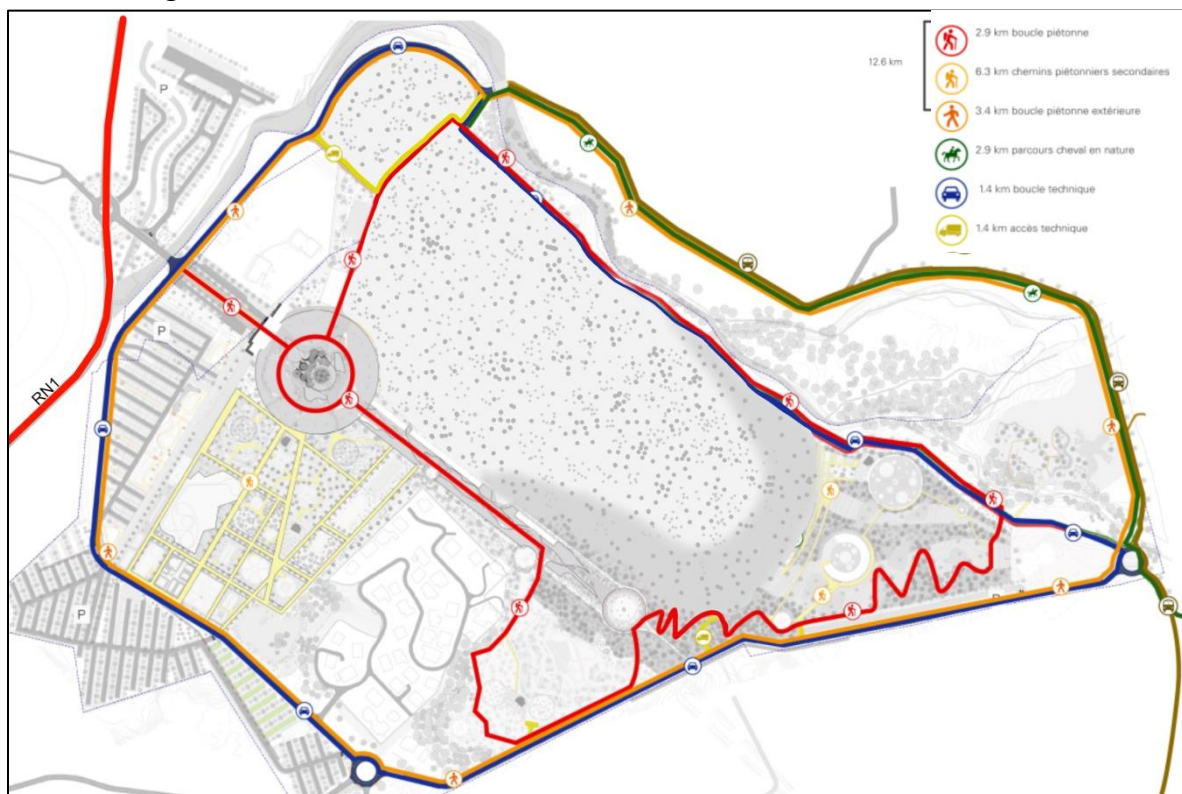 2.9 km boucle piétonne
12.6 km
6.3 km chemins piétonniers secondaires
3.4 km boucle piétonne extérieure
2.9 km parcours cheval en nature
1.4 km boucle technique
1.4 km accès technique
P
P
RN1
P